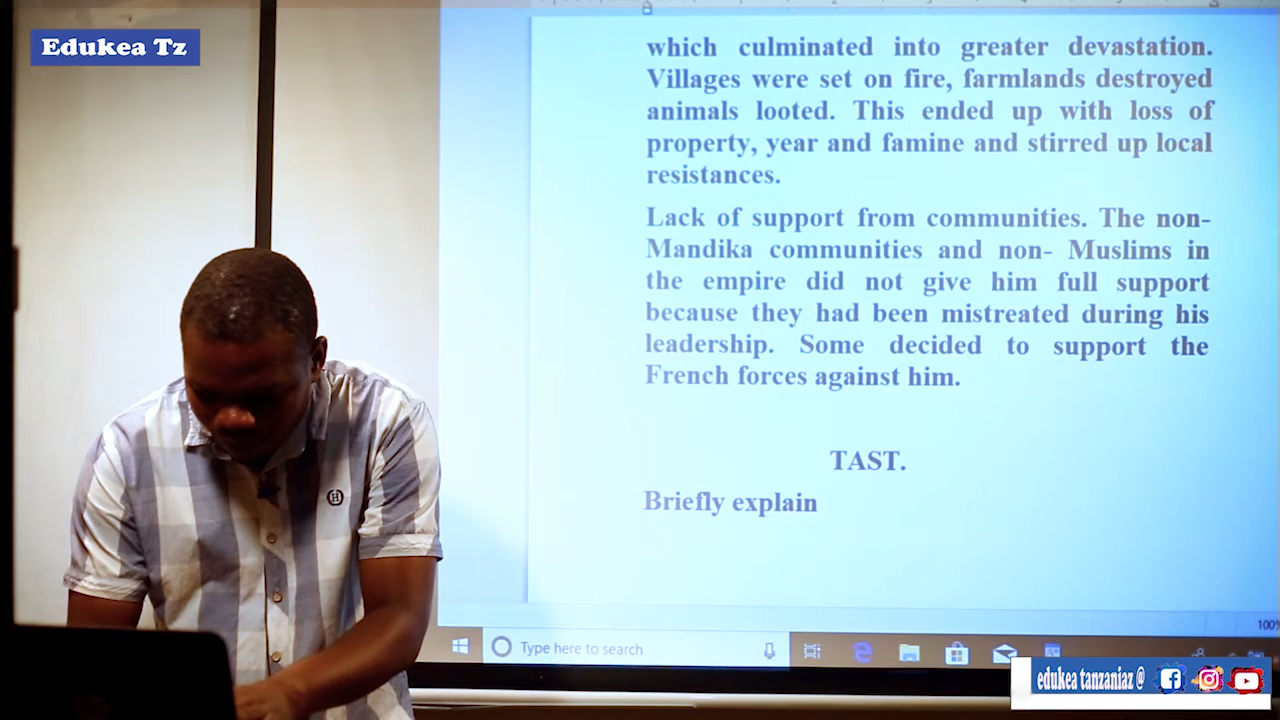 Edukea Tz
which culminated into greater devastation.
Villages were set on fire, farmlands destroyed
animals looted. This ended up with loss of
property, year and famine and stirred up local
resistances.
Lack of support from communities. The non-
Mandika communities and non- Muslims in
the empire did not give him full support
because they had been mistreated during his
leadership. Some decided to support the
French forces against him.
TAST.
Briefly explain
100%
Type here to search
edukea tanzaniaz @